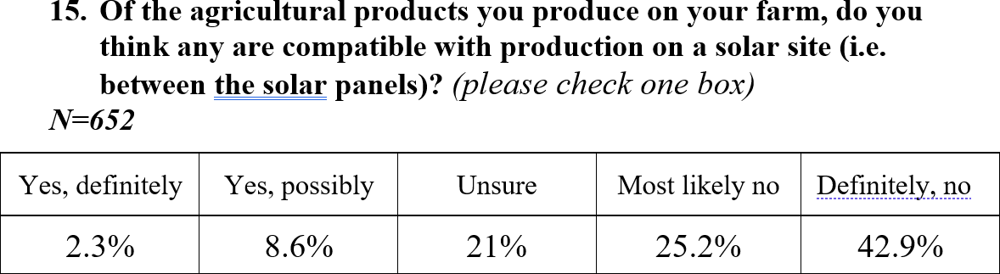 15. Of the agricultural products you produce on your farm, do you
think any are compatible with production on a solar site (i.e.
between the solar panels)? (please check one box)
N=652
Yes, definitely Yes, possibly Unsure Most likely no Definitely, no
2.3% 8.6% 21% 25.2% 42.9%